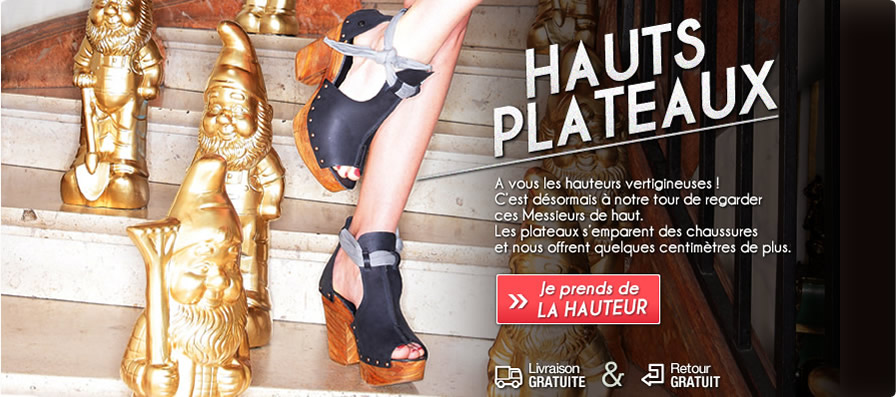 HAUTS
PLATEAUX
A vous les hauteurs vertigineuses !
C'est désormais à notre tour de regarder
ces Messieurs de haut.
Les plateaux s'emparent des chaussures
et nous offrent quelques centimètres de plus.
Je prends de
LA HAUTEUR
Livraison
GRATUITE
&
Retour
GRATUIT